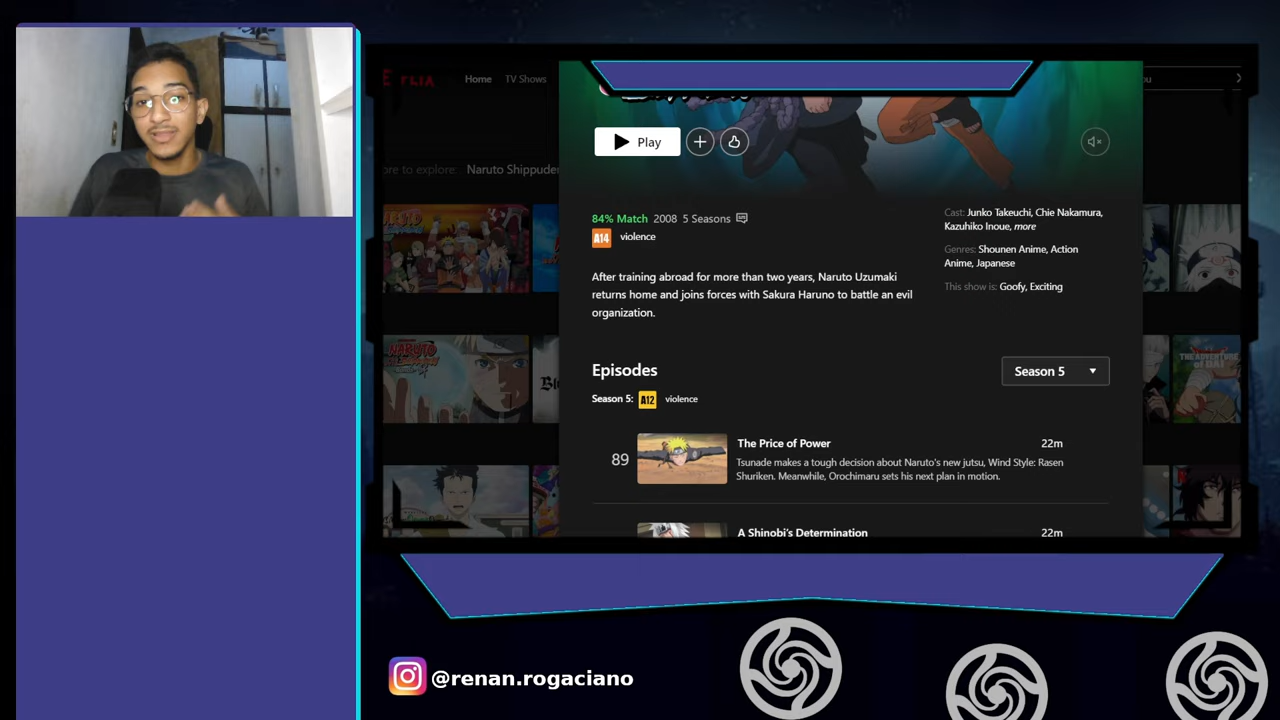 Home TV Shows
Play
re to explore Naruto Shippuden
84% Match 2008 5 Seasons
A14 violence
Cast: Junko Takeuchi, Chie Nakamura,
Kazuhiko Inoue, more
Genres: Shounen Anime, Action
Anime, Japanese
This show is: Goofy, Exciting
After training abroad for more than two years, Naruto Uzumaki
returns home and joins forces with Sakura Haruno to battle an evil
organization.
NARUTO
Episodes
Season 5
Season 5: A12 violence
89
The Price of Power
22m
Tsunade makes a tough decision about Naruto's new jutsu, Wind Style: Rasen
Shuriken. Meanwhile, Orochimaru sets his next plan in motion.
A Shinobi's Determination
22m
@renan.rogaciano